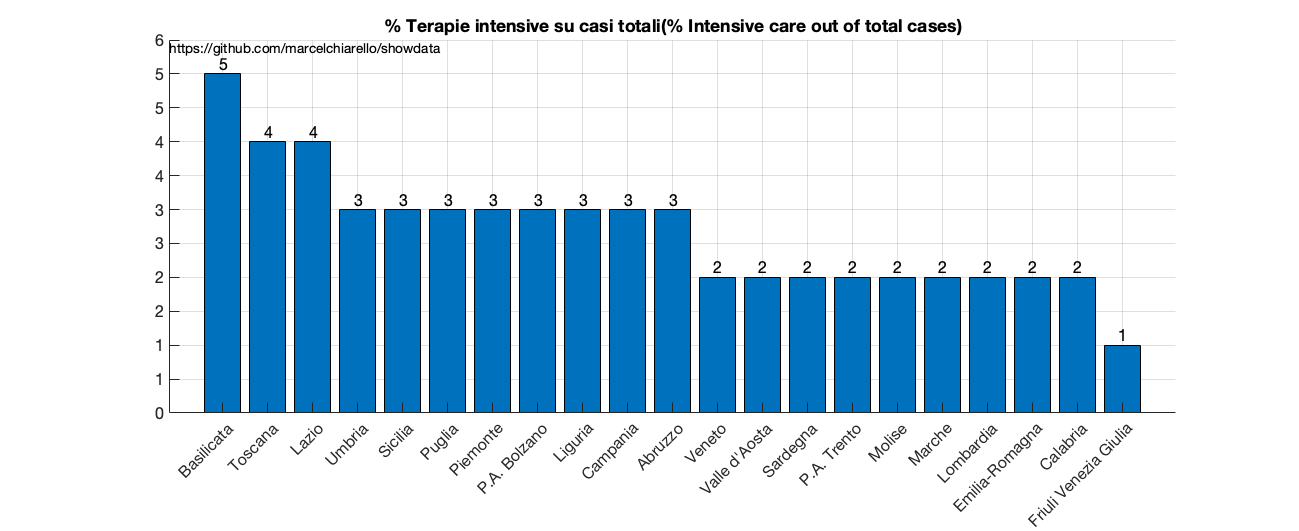 % Terapie intensive su casi totali(% Intensive care out of total cases)
https://github.com/marcelchiarello/showdata
6
5
5
4
4
3
3
2
2
1
1
0
5
4
4
3
3
3
3
3
3
3
3
2
2
2
2
2
2
2
2
2
1
Basilicata
Toscana
Lazio
Umbria
Sicilia
Puglia
Piemonte
P.A. Bolzano
Liguria
Campania
Abruzzo
Veneto
Valle d'Aosta
Sardegna
P.A. Trento
Molise
Marche
Lombardia
Emilia-Romagna
Calabria
Friuli Venezia Giulia